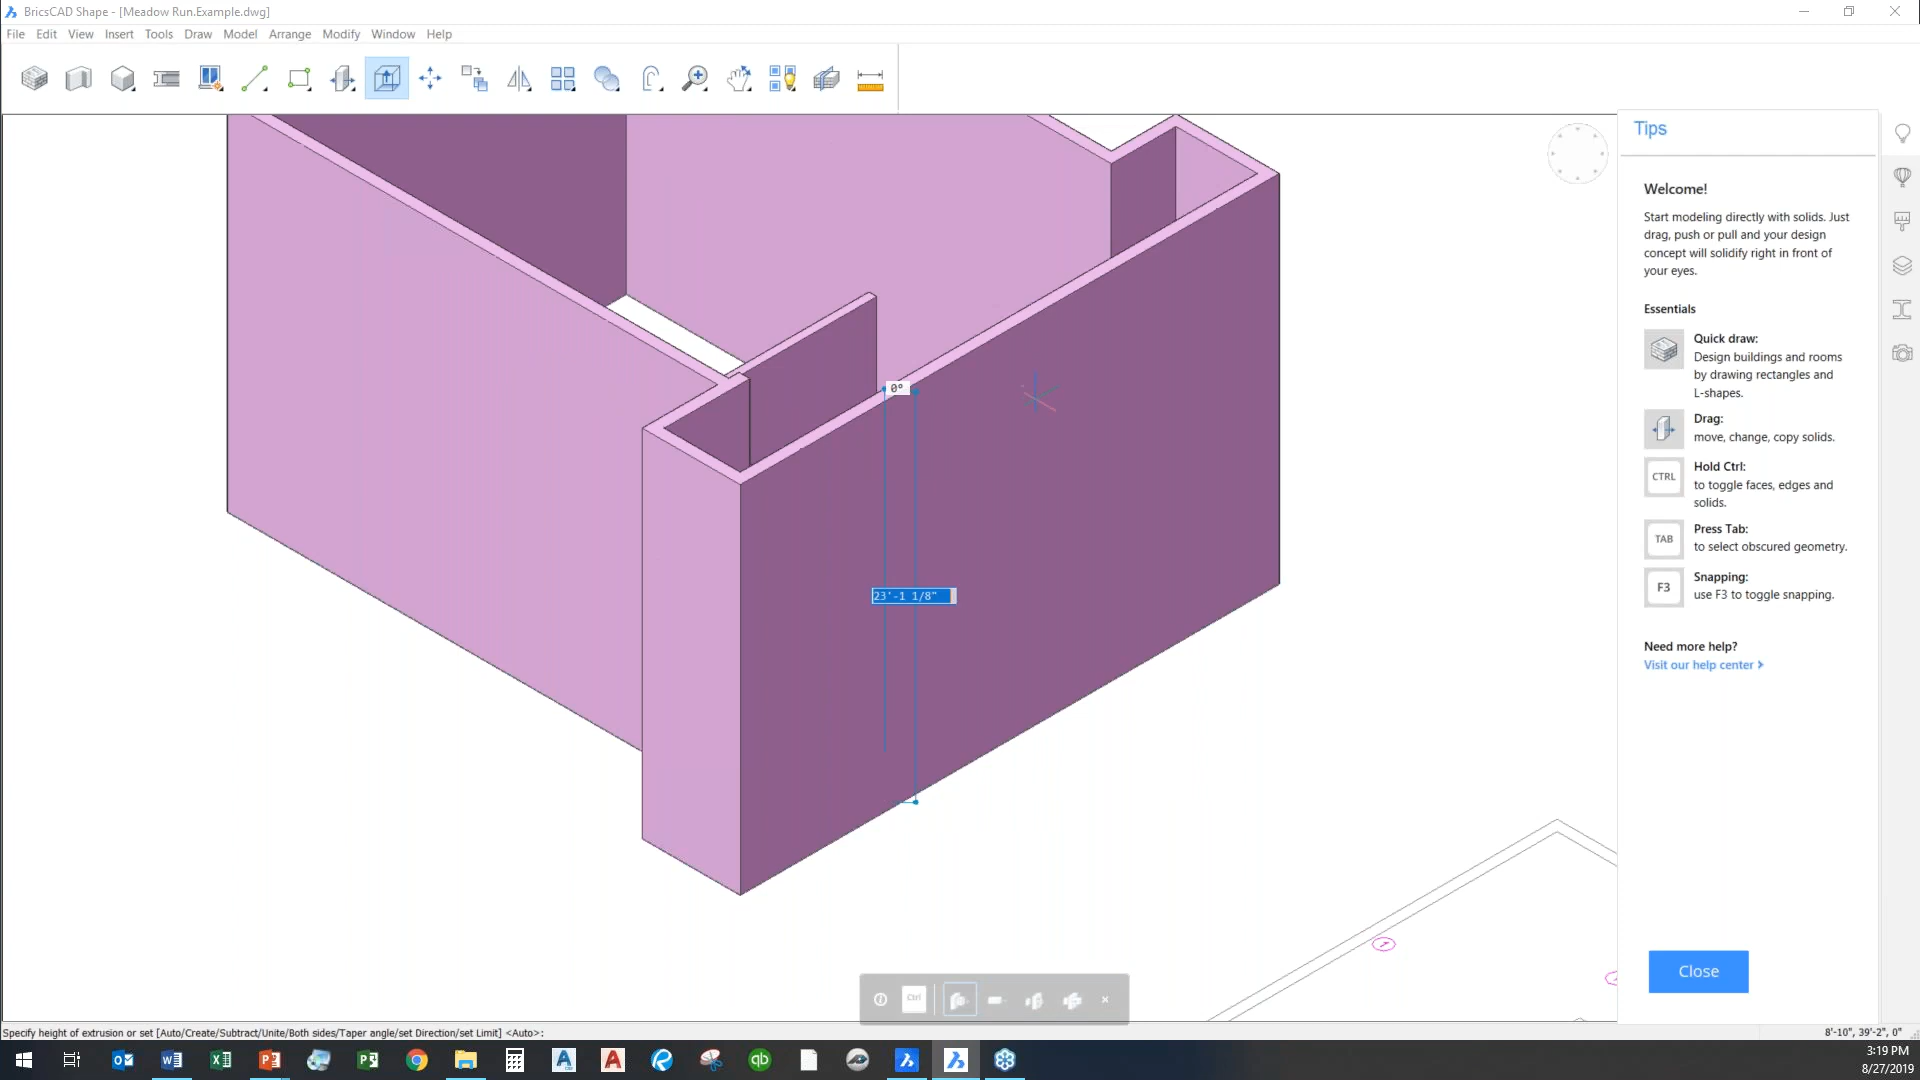 BricsCAD Shape - [Meadow Run.Example.dwg]
File Edit View Insert Tools Draw Model Arrange Modify Window Help
Tips
Welcome!
Start modeling directly with solids. Just
drag, push or pull and your design
concept will solidify right in front of
your eyes.
Essentials
Quick draw:
Design buildings and rooms
by drawing rectangles and
L-shapes.
Drag:
move, change, copy solids.
CTRL
Hold Ctrl:
to toggle faces, edges and
solids.
TAB
Press Tab:
to select obscured geometry.
F3
Snapping:
use F3 to toggle snapping.
Need more help?
Visit our help center >
Close
0°
23'-1 1/8"
Ctrl
Specify height of extrusion or set [Auto/Create/Subtract/Unite/Both sides/Taper angle/set Direction/set Limit] <Auto>:
8'-10", 39'-2", 0"
3:19 PM
8/27/2019